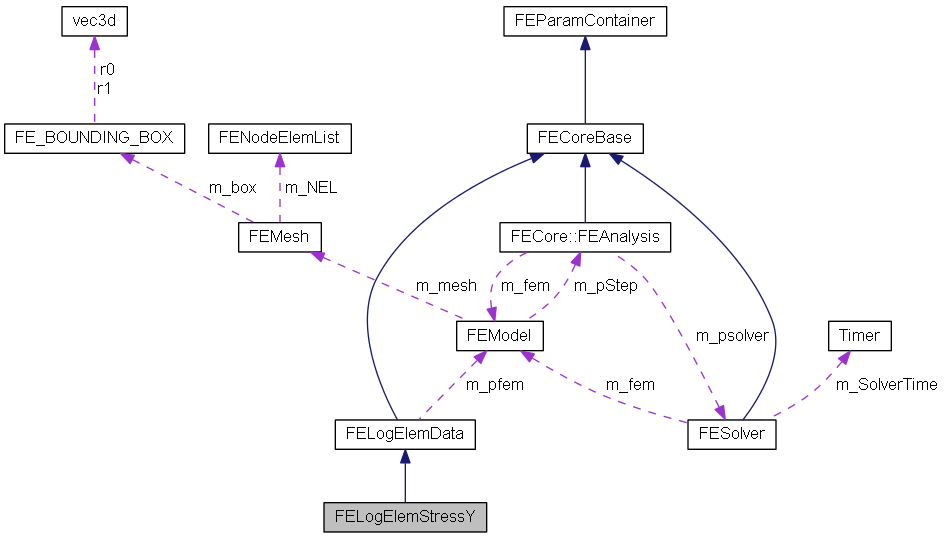 vec3d
FEParamContainer
r0
r1
FE_BOUNDING_BOX
FENodeElemList
FECoreBase
m_box
m_NEL
FEMesh
FECore::FEAnalysis
m_mesh
m_fem
m_pStep
FEModel
m_psolver
Timer
m_pfem
m_fem
m_SolverTime
FELogElemData
FESolver
FELogElemStressY